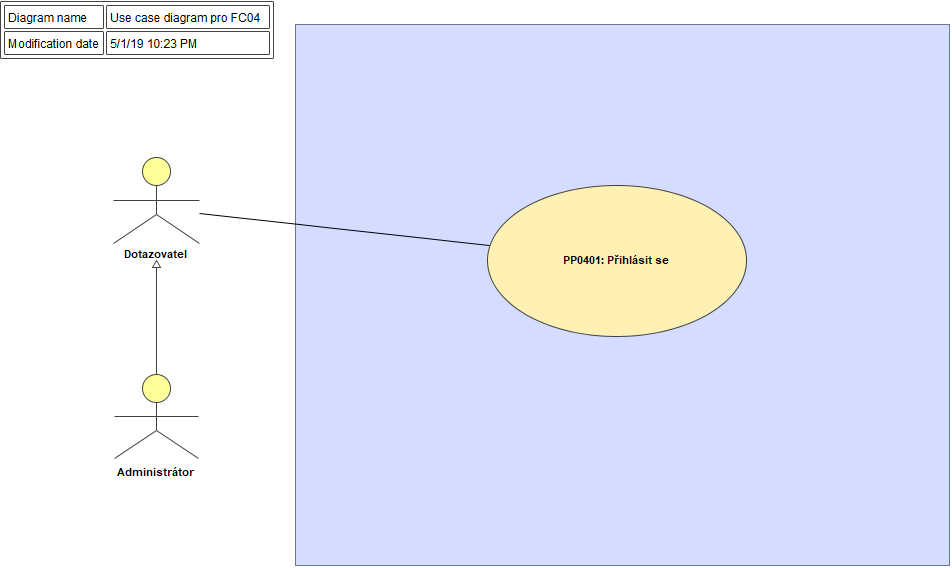 Diagram name Use case diagram pro FC04
Modification date 5/1/19 10:23 PM
Dotazovatel
PP0401: Přihlásit se
Administrátor